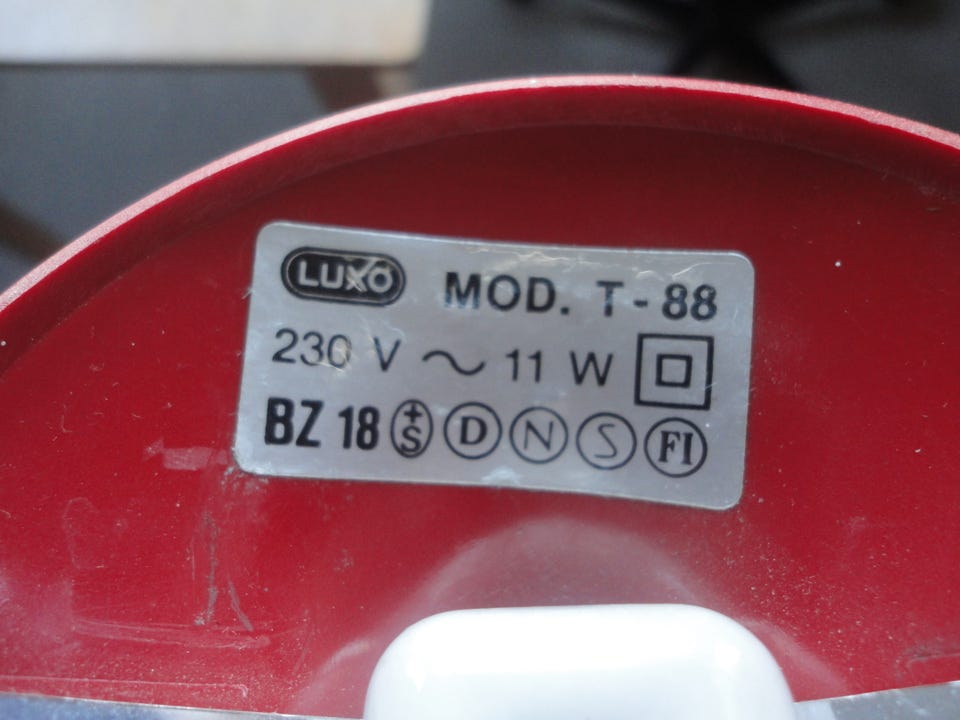 LUXO MOD. T-88
230 V ~ 11 W
BZ 18 +S D N S FI